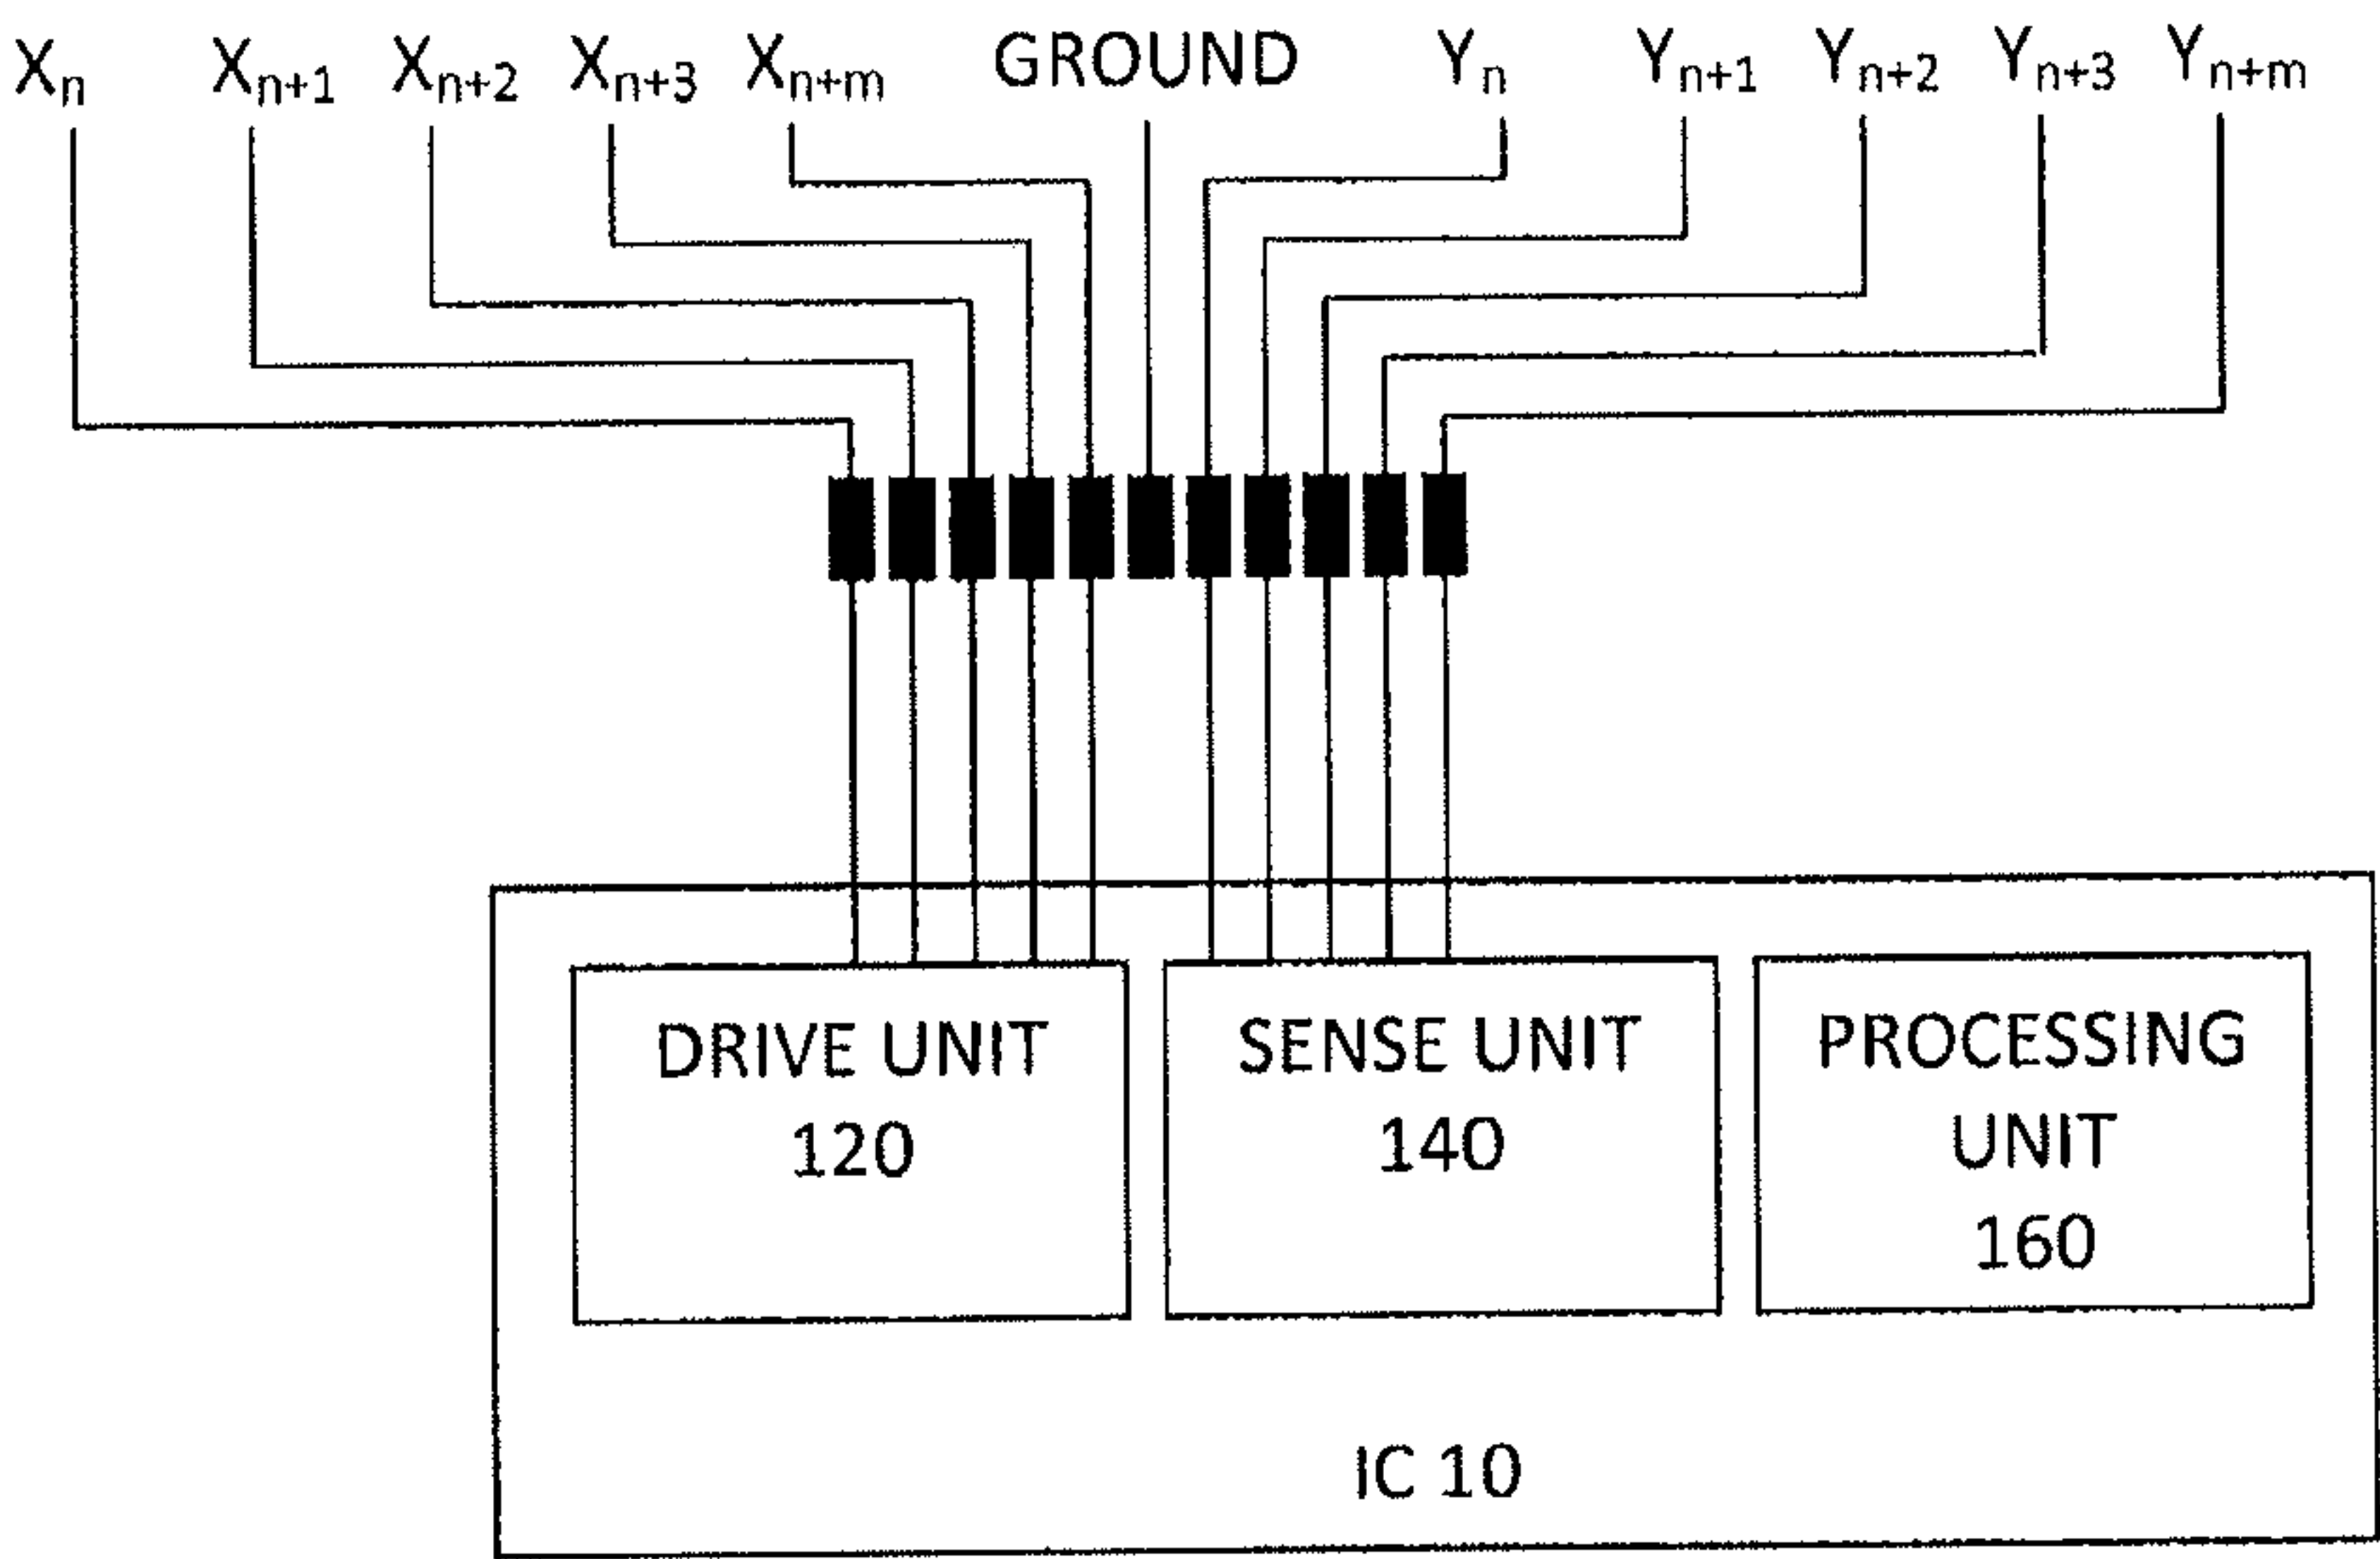 Xn Xn+1 Xn+2 Xn+3 Xn+m GROUND Yn Yn+1 Yn+2 Yn+3 Yn+m
DRIVE UNIT
120
SENSE UNIT
140
PROCESSING
UNIT
160
IC 10